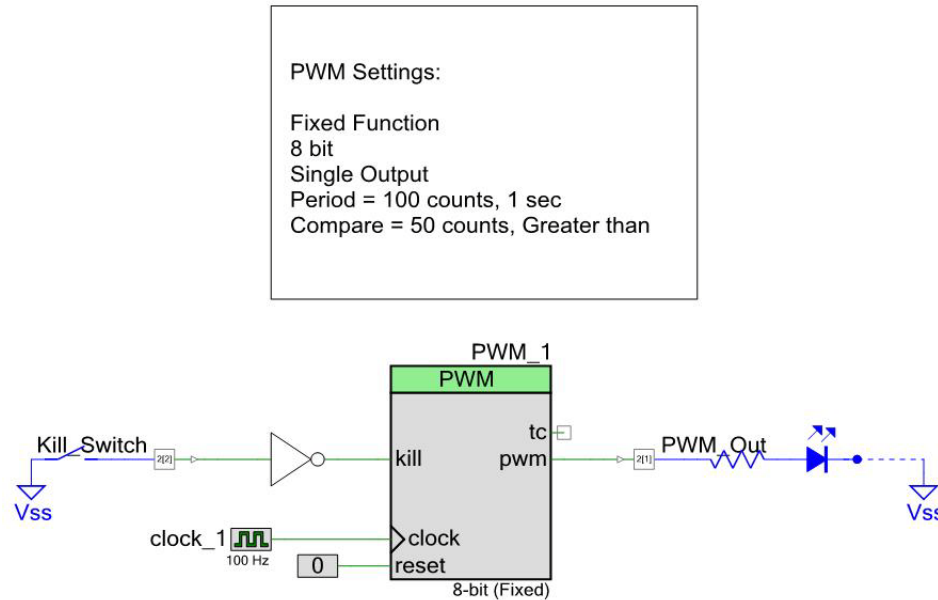 PWM Settings:
Fixed Function
8 bit
Single Output
Period = 100 counts, 1 sec
Compare = 50 counts, Greater than
PWM_1
PWM
tc
Kill_Switch
2[2]
kill
pwm
2[1]
PWM_Out
Vss
Vss
clock_1
100 Hz
clock
0
reset
8-bit (Fixed)